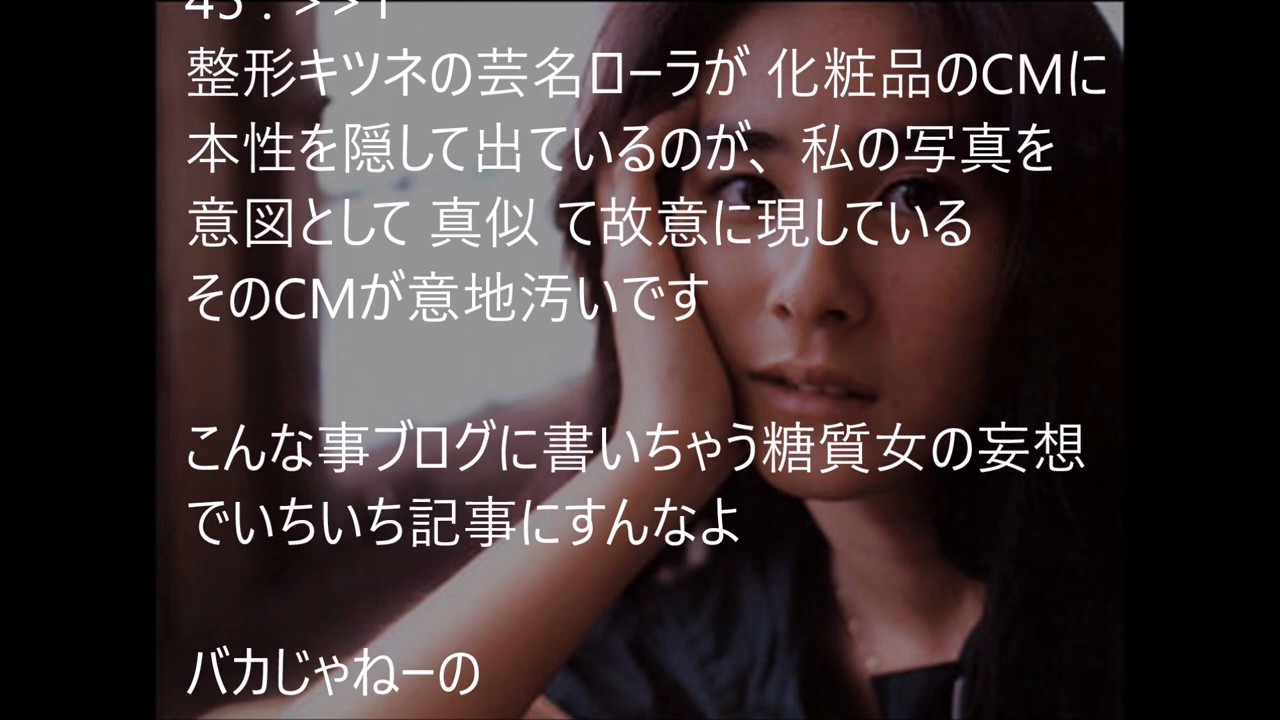 45 : >>1
整形キツネの芸名ローラが 化粧品のCMに
本性を隠して出ているのが、私の写真を
意図として 真似 て故意に現している
そのCMが意地汚いです
こんな事ブログに書いちゃう糖質女の妄想
でいちいち記事にすんなよ
バカじゃねーの